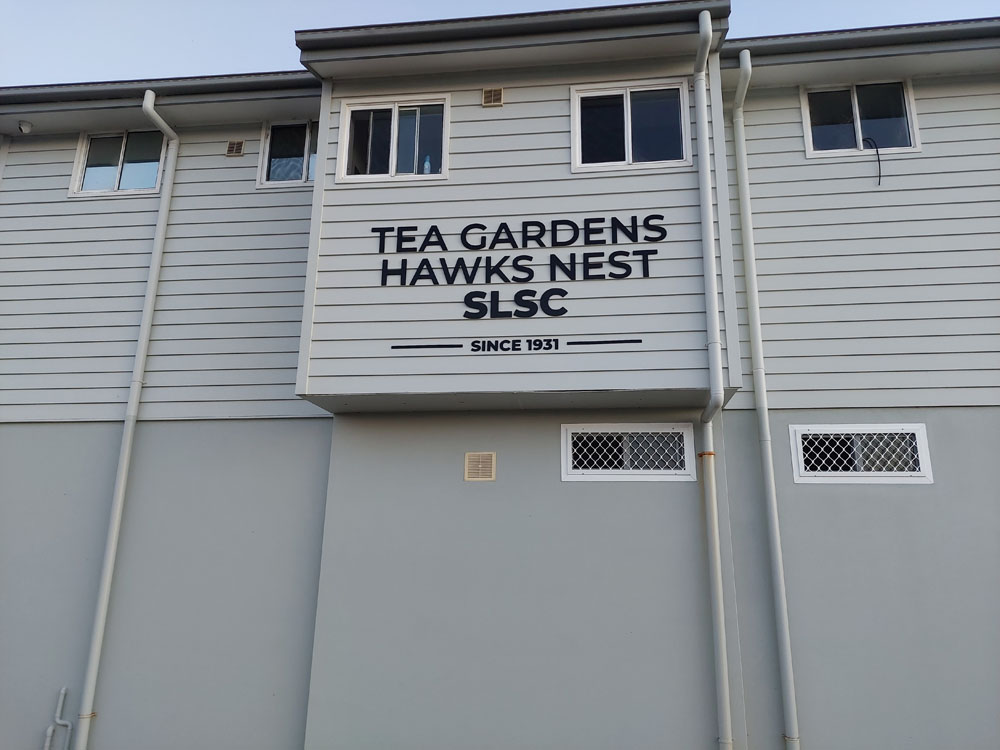 TEA GARDENS
HAWKS NEST
SLSC
SINCE 1931